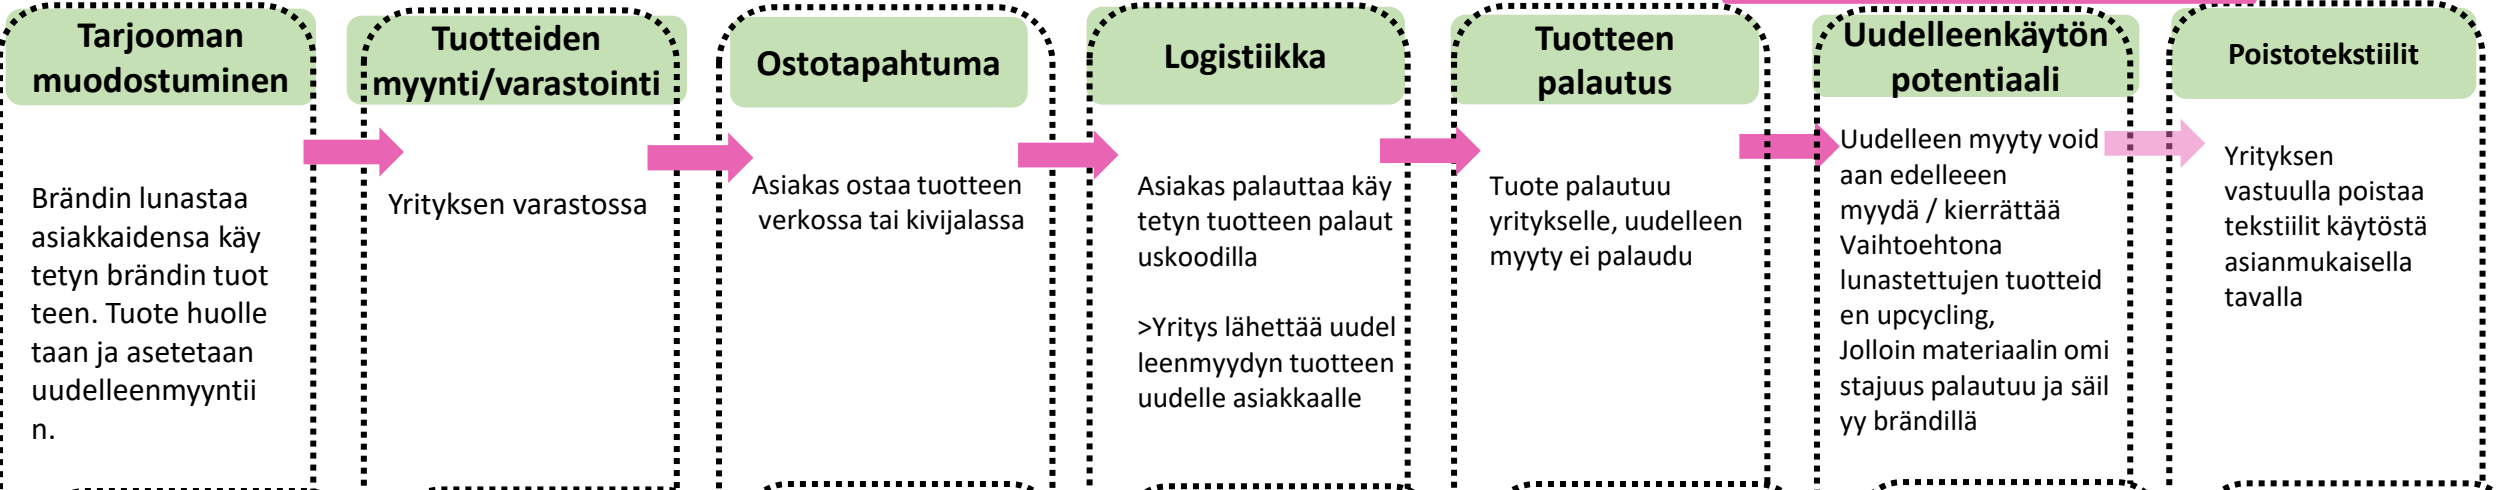 Tarjooman
muodostuminen
Brändin lunastaa
asiakkaidensa käy
tetyn brändin tuot
teen. Tuote huolle
taan ja asetetaan
uudelleenmyyntii
n.
Tuotteiden
myynti/varastointi
Yrityksen varastossa
Ostotapahtuma
Asiakas ostaa tuotteen
verkossa tai kivijalassa
Logistiikka
Asiakas palauttaa käy
tetyn tuotteen palaut
uskoodilla
>Yritys lähettää uudel
leenmyydyn tuotteen
uudelle asiakkaalle
Tuotteen
palautus
Tuote palautuu
yritykselle, uudelleen
myyty ei palaudu
Uudelleenkäytön
potentiaali
Uudelleen myyty void
aan edelleeen
myydä / kierrättää
Vaihtoehtona
lunastettujen tuotteid
en upcycling,
Jolloin materiaalin omi
stajuus palautuu ja säil
yy brändillä
Poistotekstiilit
Yrityksen
vastuulla poistaa
tekstiilit käytöstä
asianmukaisella
tavalla